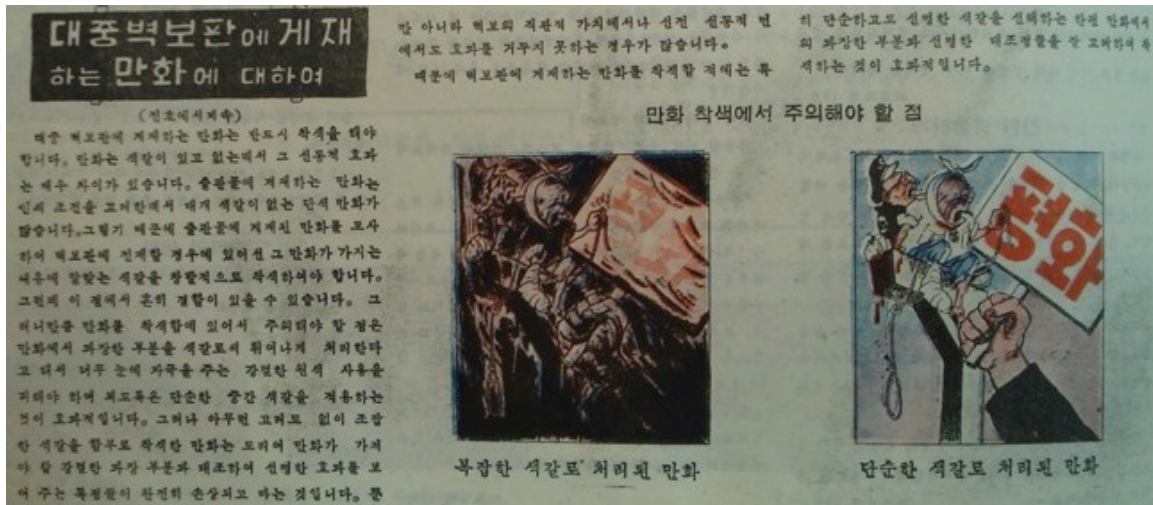 대중벽보판에 게재
하는 만화에 대하여
(전호에서계속)
대중 벽보판에 게재하는 만화는 반드시 착색을 해야
합니다. 만화는 색갈이 있고 없는데서 그 선동적 효과
는 매우 차이가 있습니다. 출판물에 게재하는 만화는
인쇄 조건을 고려한데서 대개 색갈이 없는 단색 만화가
많습니다. 그렇기 때문에 출판물에 게재된 만화를 모사
하여 벽보판에 전재할 경우에 있어선 그 만화가 가지는
내용에 알맞는 색갈을 창발적으로 착색하여야 합니다.
그런데 이 점에서 흔히 결함이 있을 수 있습니다. 그
러니만큼 만화를 착색함에 있어서 주의해야 할 점은
만화에서 과장한 부분을 색갈로써 뛰어나게 처리한다
고 해서 너무 눈에 자극을 주는 강렬한 원색 사용을
피해야 하며 되도록은 단순한 중간 색갈을 적용하는
것이 효과적입니다. 그러나 아무런 고려도 없이 조잡
한 색갈을 함부로 착색한 만화는 도리여 만화가 가져
야 할 강렬한 과장 부분과 대조하여 선명한 효과를 보
여 주는 특점들이 완전히 손상되고 마는 것입니다. 뿐
만 아니라 벽보의 직관적 가치에서나 선전 선동적 면
에서도 효과를 거두지 못하는 경우가 많습니다.
때문에 벽보판에 게재하는 만화를 착색할 적에는 특
히 단순하고도 선명한 색갈을 선택하는 한편 만화에서
의 과장한 부분과 선명한 대조점들을 잘 고려하여 착
색하는 것이 효과적입니다.
만화 착색에서 주의해야 할 점
평화
평화
복잡한 색갈로 처리된 만화
단순한 색갈로 처리된 만화